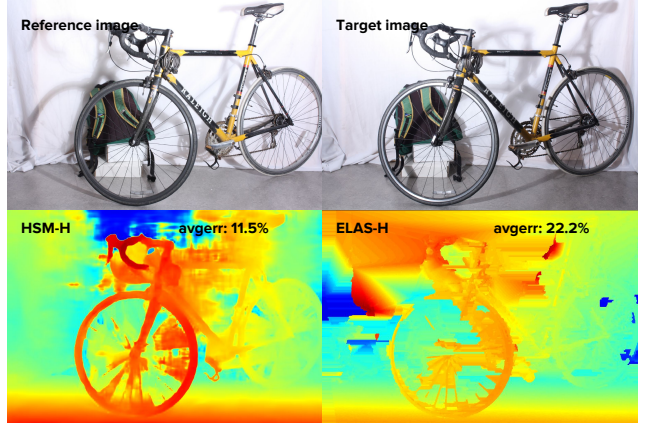 Reference image
Target image
HSM-H
avgerr: 11.5%
ELAS-H
avgerr: 22.2%